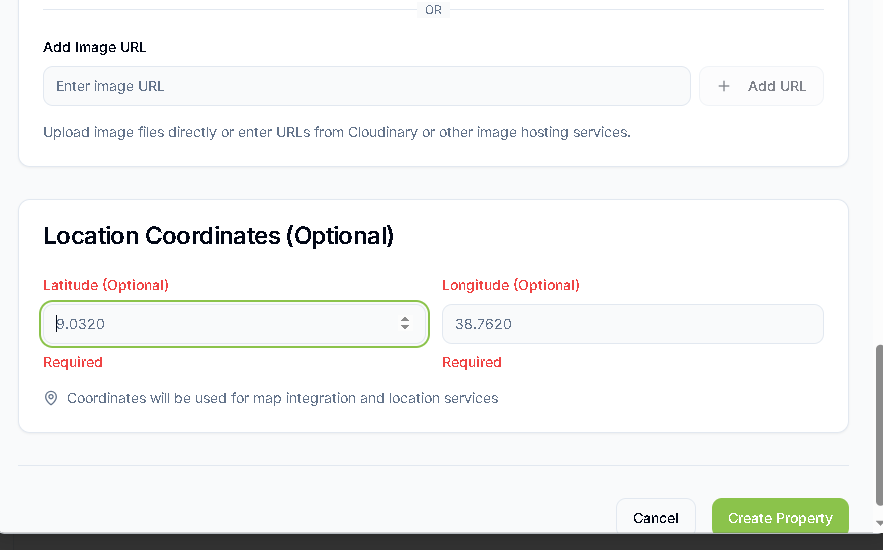 OR
Add Image URL
Enter image URL
Add URL
Upload image files directly or enter URLs from Cloudinary or other image hosting services.
Location Coordinates (Optional)
Latitude (Optional)
Longitude (Optional)
9.0320
38.7620
Required
Required
Coordinates will be used for map integration and location services
Cancel
Create Property